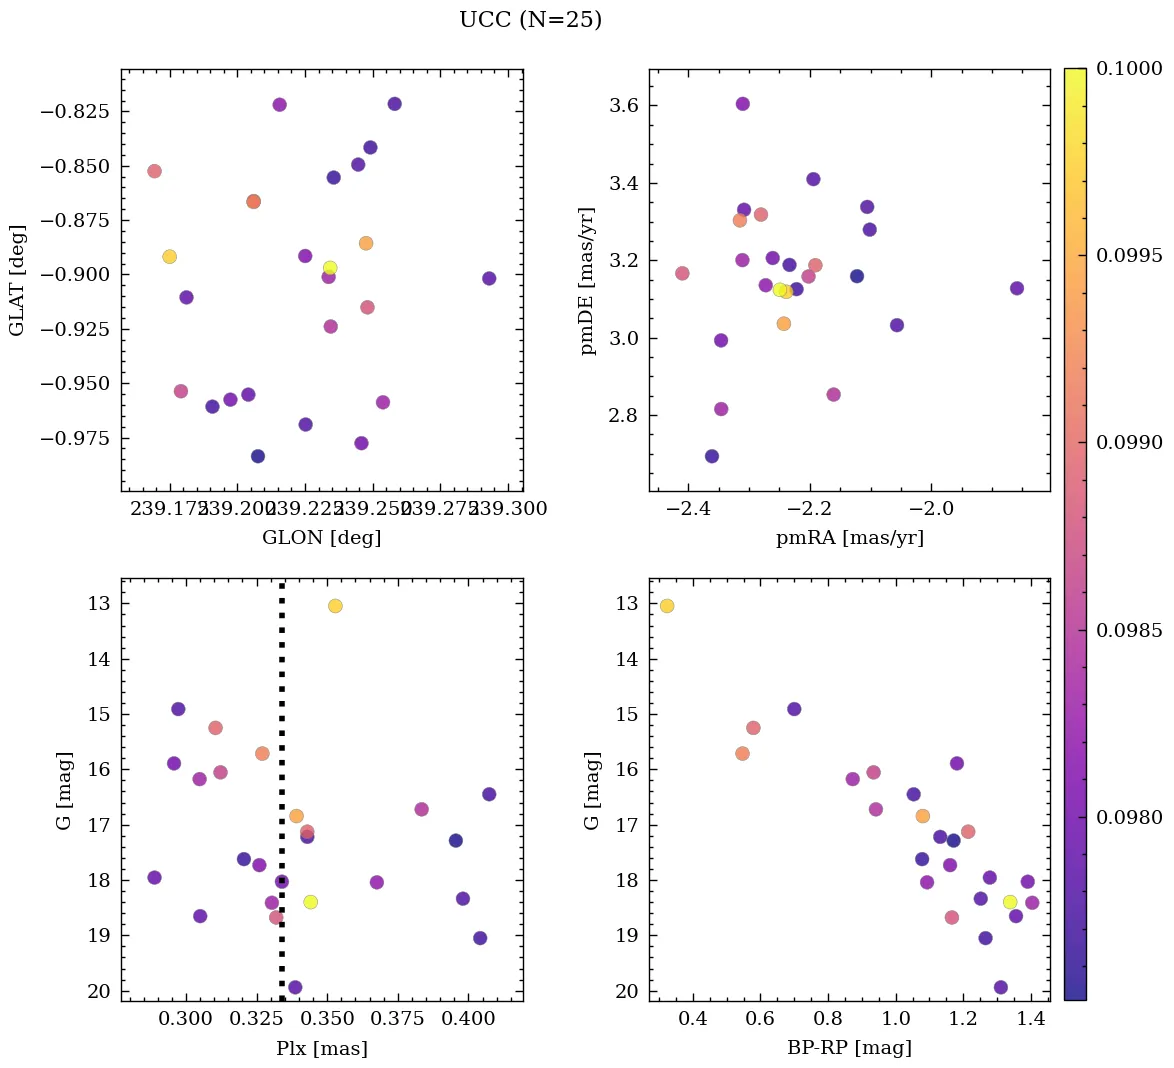 UCC (N=25)
−0.825
−0.850
−0.875
−0.900
−0.925
−0.950
−0.975
GLAT [deg]
239.175 239.200 239.225 239.250 239.275 239.300
GLON [deg]
3.6
3.4
3.2
3.0
2.8
pmDE [mas/yr]
−2.4 −2.2 −2.0
pmRA [mas/yr]
0.1000
0.0995
0.0990
0.0985
0.0980
13
14
15
16
17
18
19
20
G [mag]
0.300 0.325 0.350 0.375 0.400
Plx [mas]
13
14
15
16
17
18
19
20
G [mag]
0.4 0.6 0.8 1.0 1.2 1.4
BP-RP [mag]